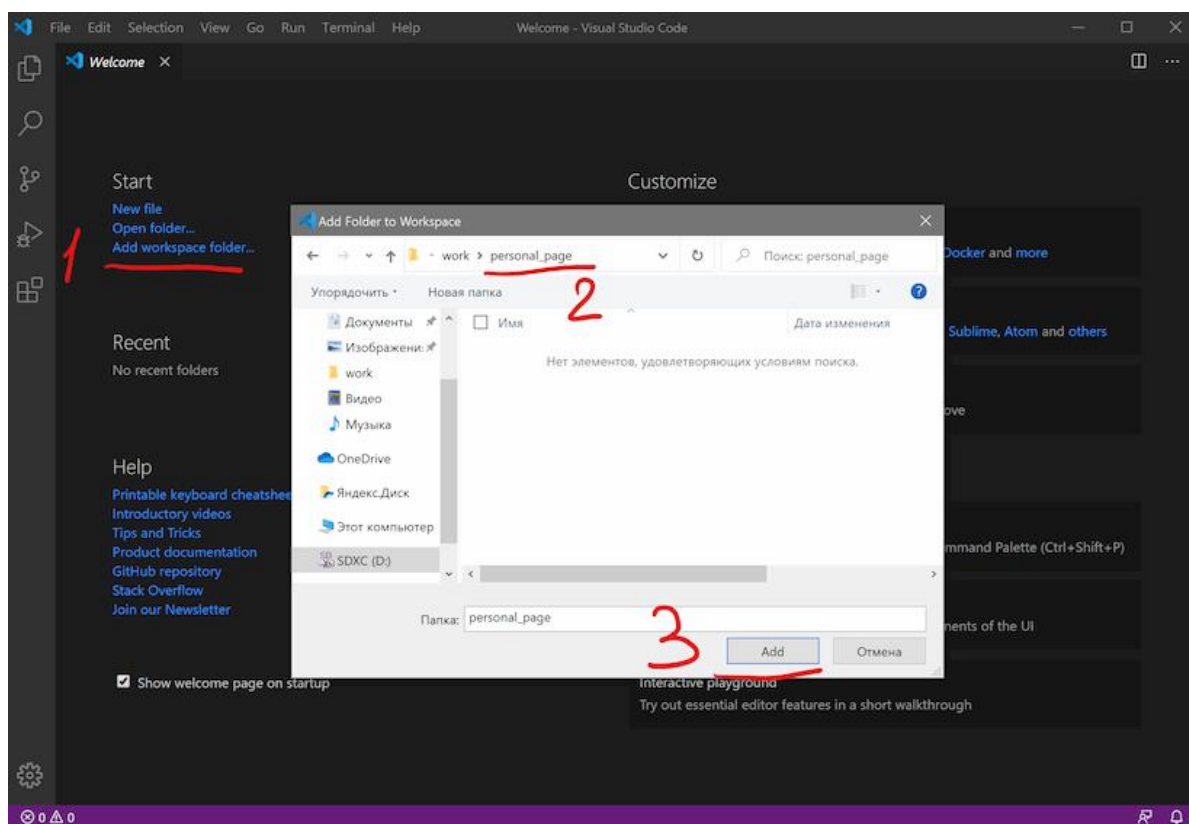 File Edit Selection View Go Run Terminal Help Welcome - Visual Studio Code
Welcome
Start
New file
Open folder...
Add workspace folder...
1
Recent
No recent folders
Help
Printable keyboard cheatshee
Introductory videos
Tips and Tricks
Product documentation
GitHub repository
Stack Overflow
Join our Newsletter
Show welcome page on startup
Customize
Docker and more
Sublime, Atom and others
ove
mmand Palette (Ctrl+Shift+P)
nents of the UI
Interactive playground
Try out essential editor features in a short walkthrough
Add Folder to Workspace
work > personal_page
Поиск: personal_page
2
Упорядочить
Новая папка
Документы
Изображени:
work
Видео
Музыка
OneDrive
Яндекс.Диск
Этот компьютер
SDXC (D:)
Имя
Дата изменения
Нет элементов, удовлетворяющих условиям поиска.
Папка: personal_page
3
Add
Отмена
0 0